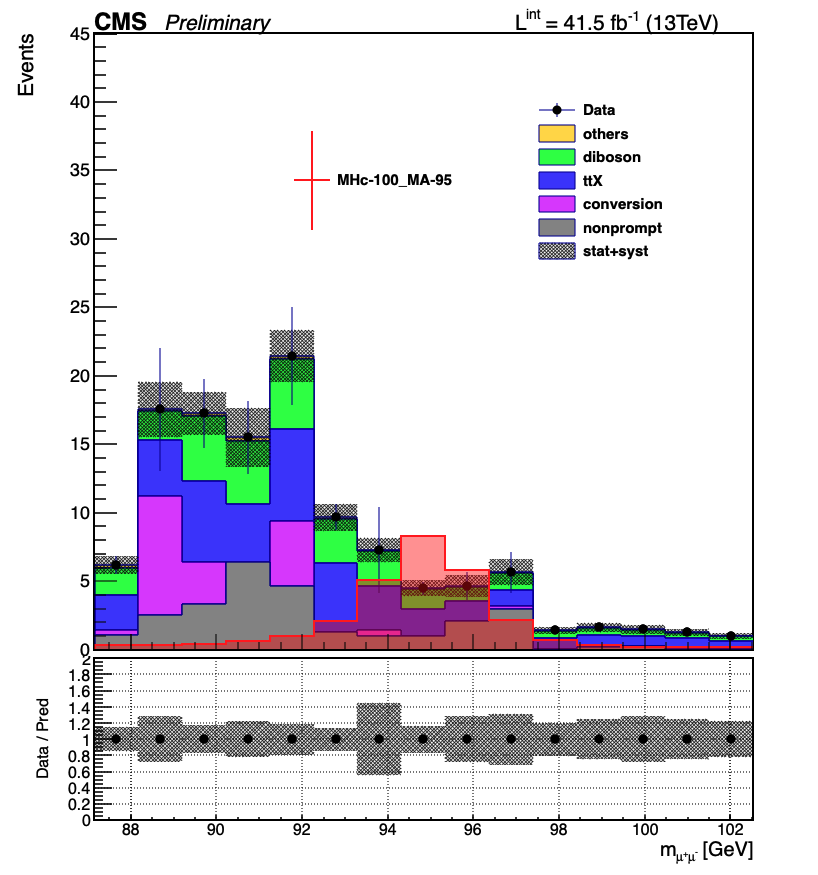 CMS Preliminary L^int = 41.5 fb^-1 (13TeV)
Events
45
40
35
30
25
20
15
10
5
0
Data
others
diboson
ttX
conversion
nonprompt
stat+syst
MHc-100_MA-95
Data / Pred
2
1.8
1.6
1.4
1.2
1
0.8
0.6
0.4
0.2
0
88 90 92 94 96 98 100 102
m_μ⁺μ⁻ [GeV]